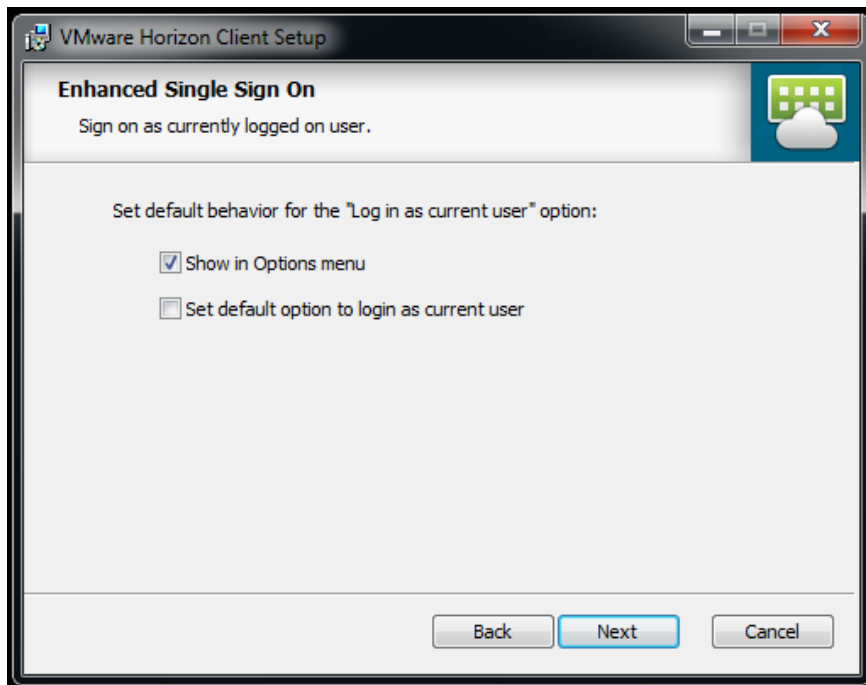 VMware Horizon Client Setup
Enhanced Single Sign On
Sign on as currently logged on user.
Set default behavior for the "Log in as current user" option:
Show in Options menu
Set default option to login as current user
Back Next Cancel